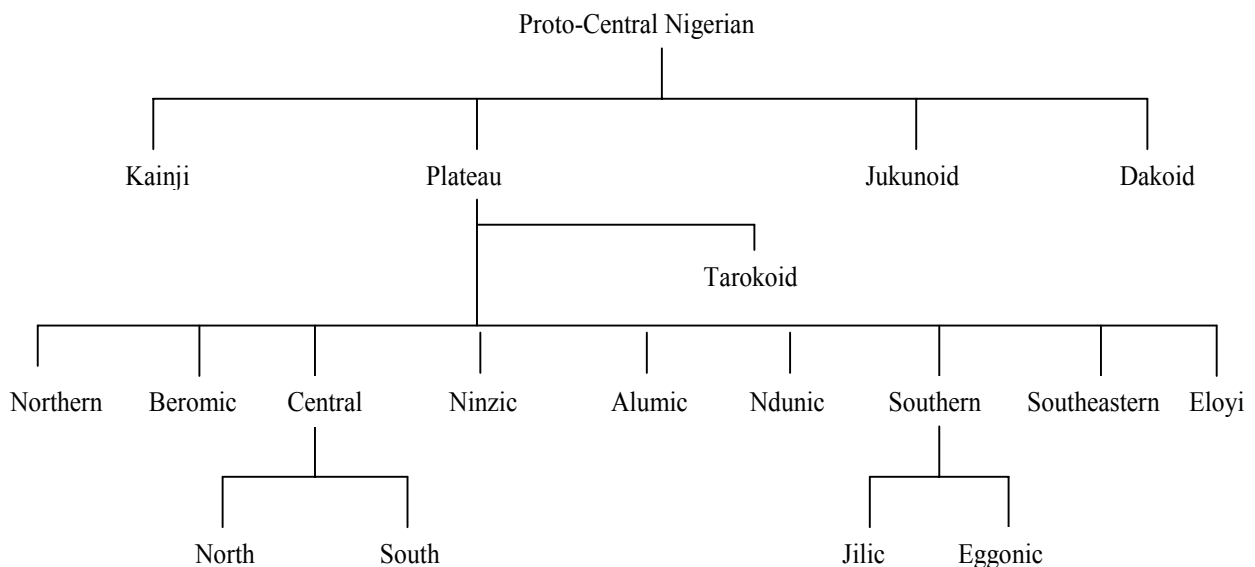 Proto-Central Nigerian
Kainji Plateau Jukunoid Dakoid
Tarokoid
Northern Beromic Central Ninzic Alumic Ndunic Southern Southeastern Eloyi
North South Jilic Eggonic